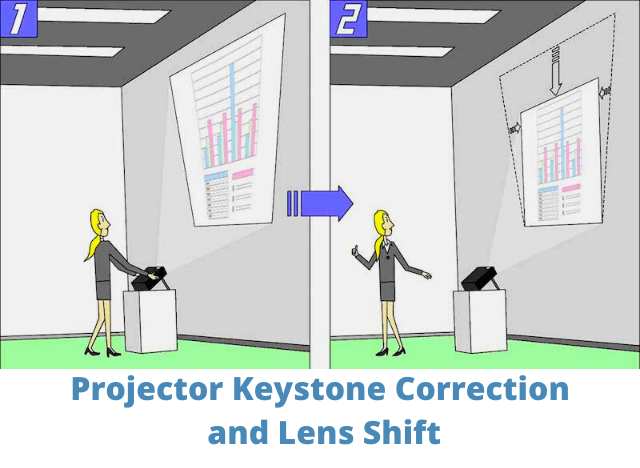 1
2
Projector Keystone Correction
and Lens Shift